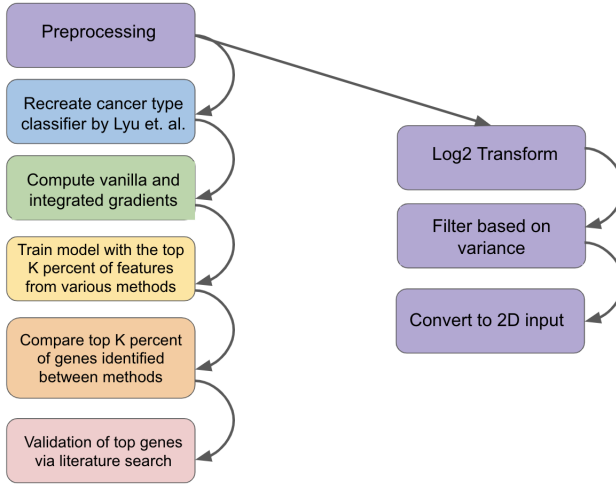 Preprocessing
Recreate cancer type
classifier by Lyu et. al.
Compute vanilla and
integrated gradients
Train model with the top
K percent of features
from various methods
Compare top K percent
of genes identified
between methods
Validation of top genes
via literature search
Log2 Transform
Filter based on
variance
Convert to 2D input